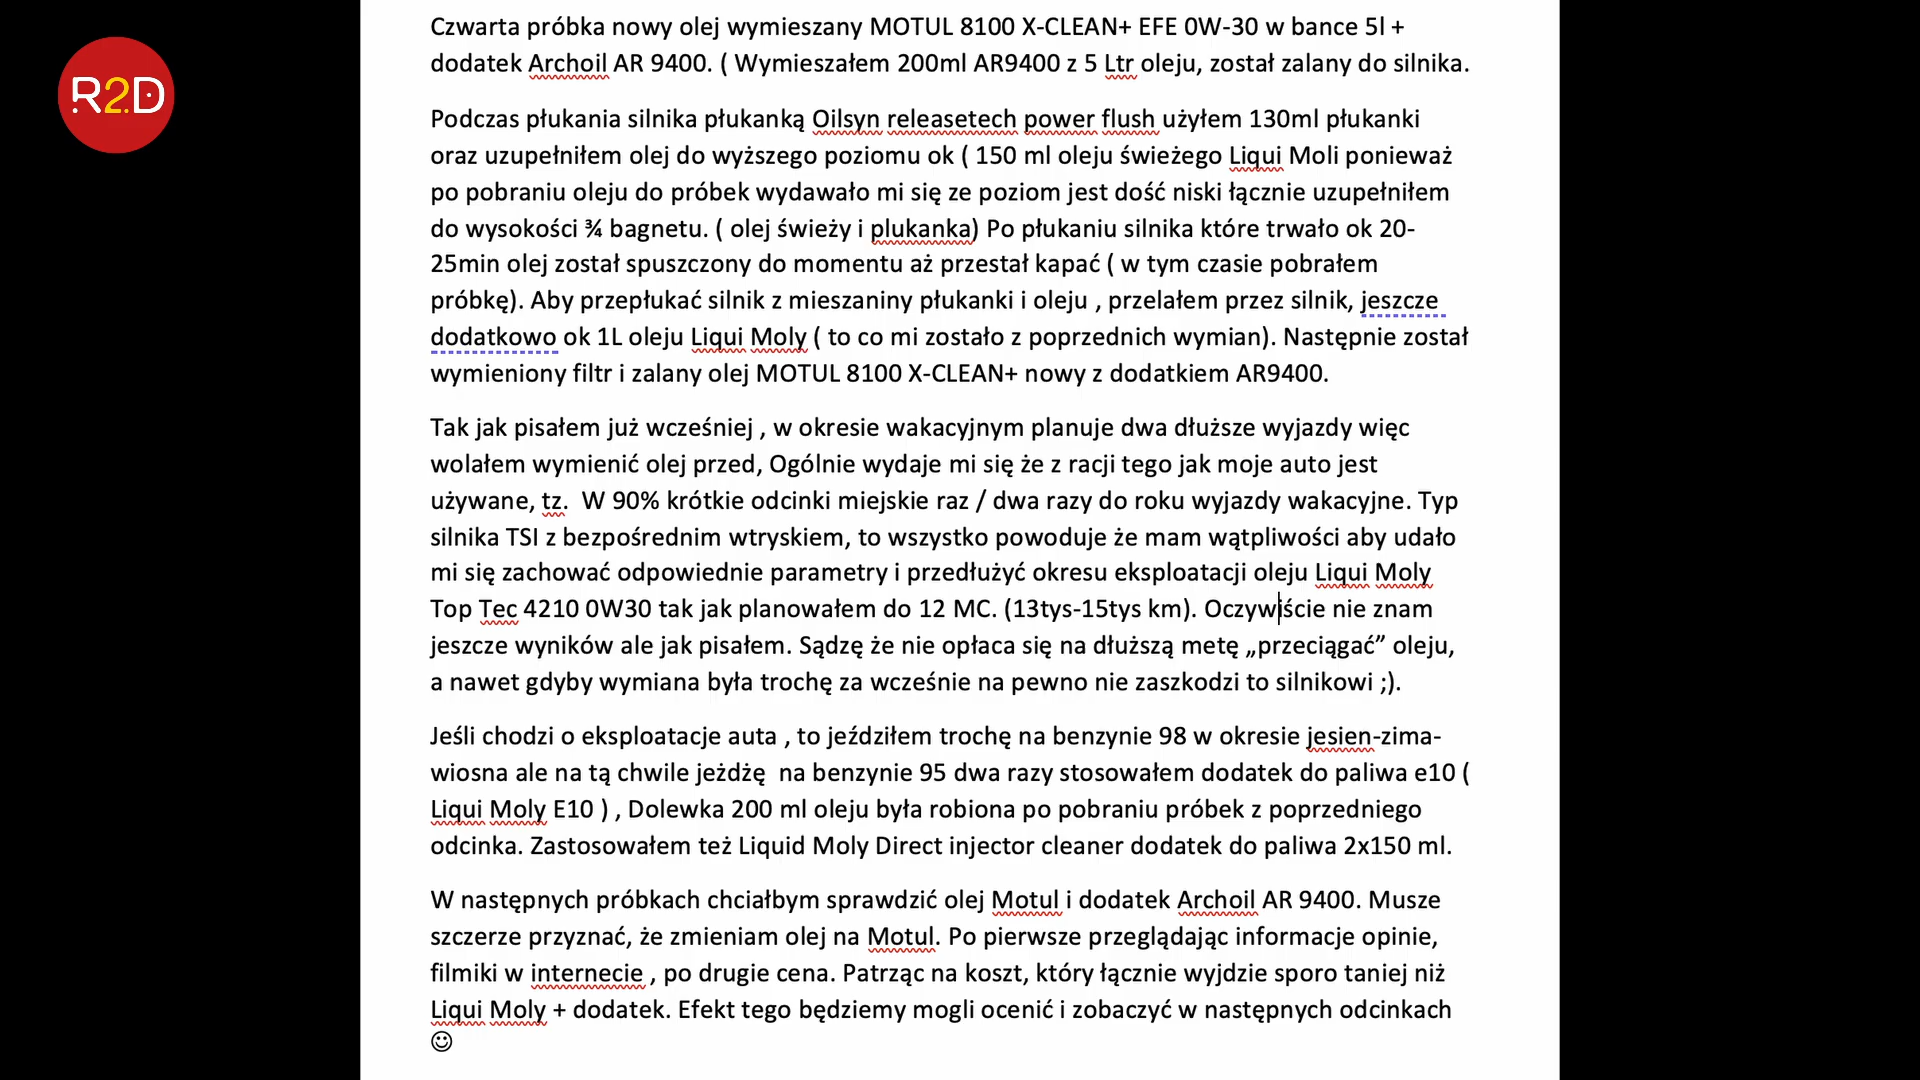 R2D
Czwarta próbka nowy olej wymieszany MOTUL 8100 X-CLEAN+ EFE 0W-30 w bance 5l +
dodatek Archoil AR 9400. ( Wymieszałem 200ml AR9400 z 5 Ltr oleju, został zalany do silnika.
Podczas płukania silnika płukanką Oilsyn releasetech power flush użyłem 130ml płukanki
oraz uzupełniłem olej do wyższego poziomu ok ( 150 ml oleju świeżego Liqui Moli ponieważ
po pobraniu oleju do próbek wydawało mi się ze poziom jest dość niski łącznie uzupełniłem
do wysokości ¾ bagnetu. ( olej świeży i plukanka) Po płukaniu silnika które trwało ok 20-
25min olej został spuszczony do momentu aż przestał kapać ( w tym czasie pobrałem
próbkę). Aby przepłukać silnik z mieszaniny płukanki i oleju , przelałem przez silnik, jeszcze
dodatkowo ok 1L oleju Liqui Moly ( to co mi zostało z poprzednich wymian). Następnie został
wymieniony filtr i zalany olej MOTUL 8100 X-CLEAN+ nowy z dodatkiem AR9400.
Tak jak pisałem już wcześniej , w okresie wakacyjnym planuje dwa dłuższe wyjazdy więc
wolałem wymienić olej przed, Ogólnie wydaje mi się że z racji tego jak moje auto jest
używane, tz.  W 90% krótkie odcinki miejskie raz / dwa razy do roku wyjazdy wakacyjne. Typ
silnika TSI z bezpośrednim wtryskiem, to wszystko powoduje że mam wątpliwości aby udało
mi się zachować odpowiednie parametry i przedłużyć okresu eksploatacji oleju Liqui Moly
Top Tec 4210 0W30 tak jak planowałem do 12 MC. (13tys-15tys km). Oczywiście nie znam
jeszcze wyników ale jak pisałem. Sądzę że nie opłaca się na dłuższą metę „przeciągać” oleju,
a nawet gdyby wymiana była trochę za wcześnie na pewno nie zaszkodzi to silnikowi ;).
Jeśli chodzi o eksploatacje auta , to jeździłem trochę na benzynie 98 w okresie jesien-zima-
wiosna ale na tą chwile jeżdżę  na benzynie 95 dwa razy stosowałem dodatek do paliwa e10 (
Liqui Moly E10 ) , Dolewka 200 ml oleju była robiona po pobraniu próbek z poprzedniego
odcinka. Zastosowałem też Liquid Moly Direct injector cleaner dodatek do paliwa 2x150 ml.
W następnych próbkach chciałbym sprawdzić olej Motul i dodatek Archoil AR 9400. Musze
szczerze przyznać, że zmieniam olej na Motul. Po pierwsze przeglądając informacje opinie,
filmiki w internecie , po drugie cena. Patrząc na koszt, który łącznie wyjdzie sporo taniej niż
Liqui Moly + dodatek. Efekt tego będziemy mogli ocenić i zobaczyć w następnych odcinkach
☺